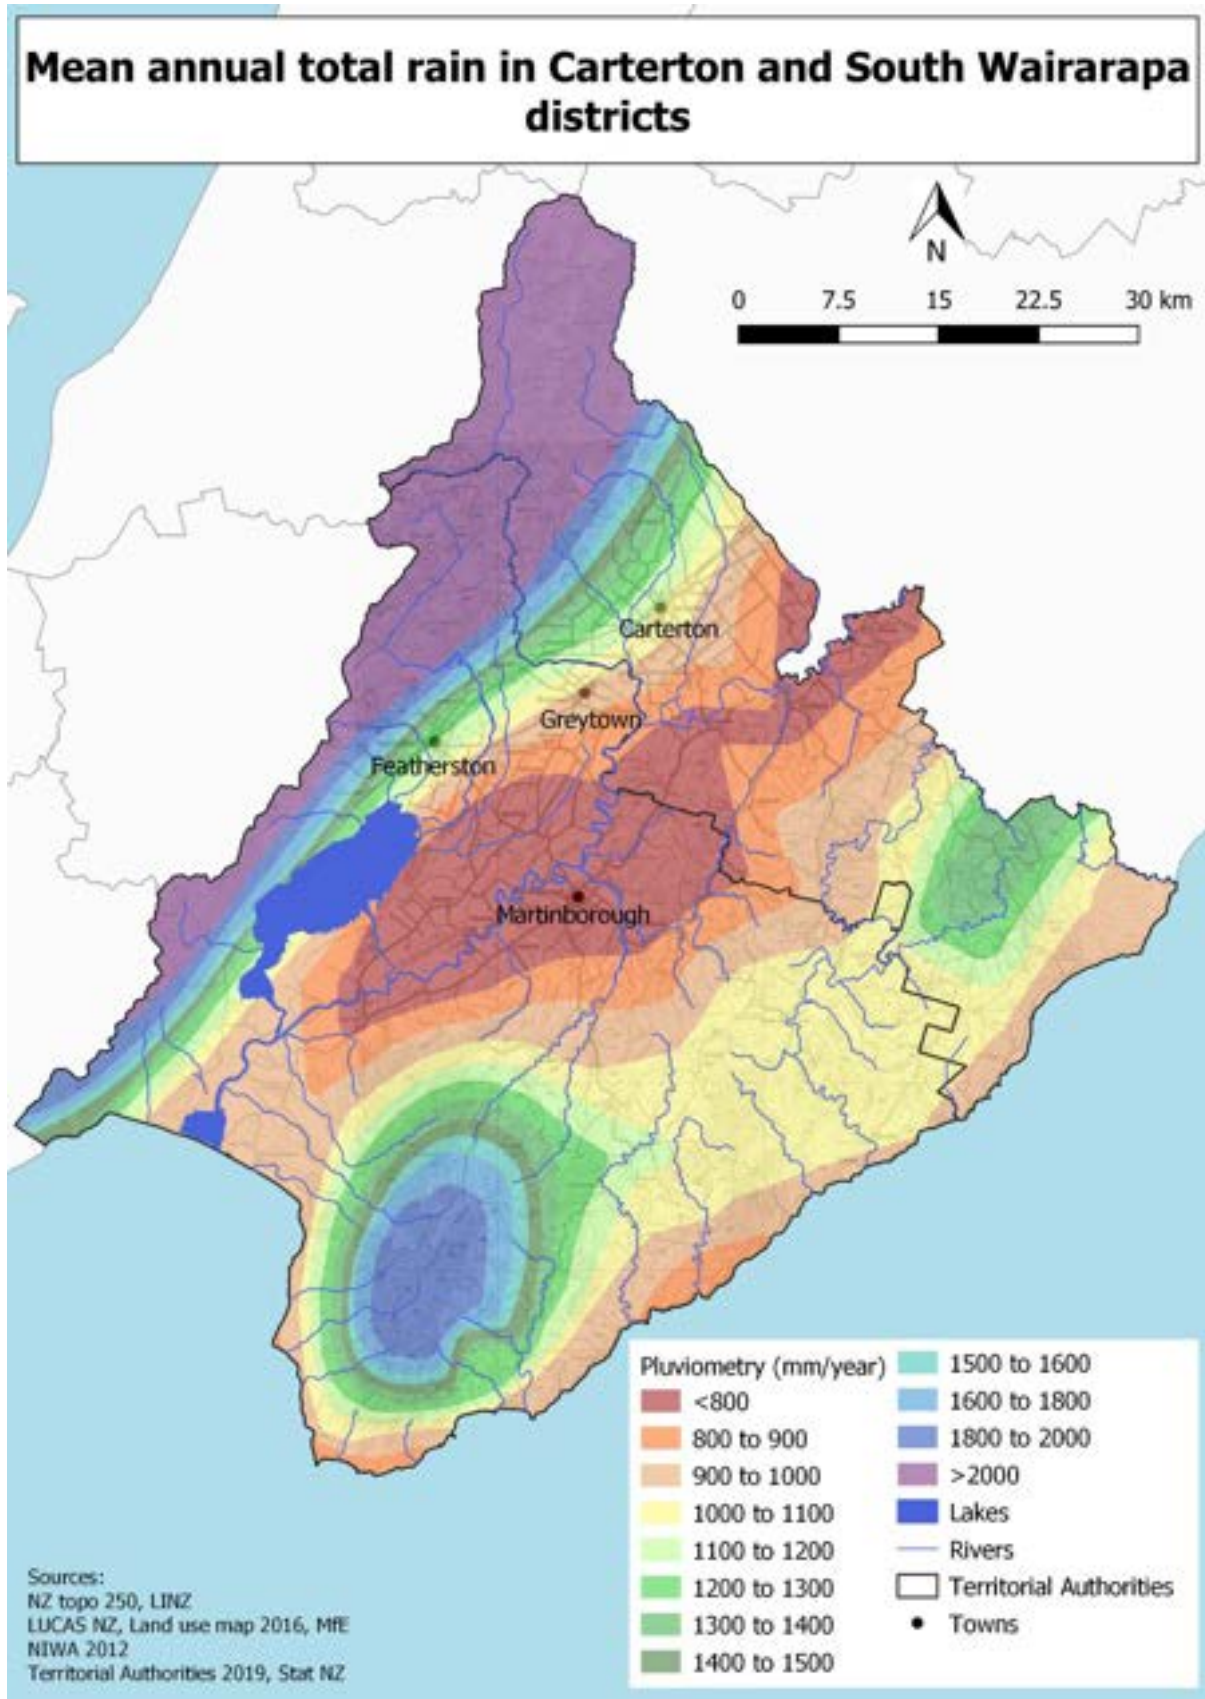 Mean annual total rain in Carterton and South Wairarapa
districts
N
0 7.5 15 22.5 30 km
Carterton
Greytown
Featherston
Martinborough
Pluviometry (mm/year)
<800
800 to 900
900 to 1000
1000 to 1100
1100 to 1200
1200 to 1300
1300 to 1400
1400 to 1500
1500 to 1600
1600 to 1800
1800 to 2000
>2000
Lakes
Rivers
Territorial Authorities
Towns
Sources:
NZ topo 250, LINZ
LUCAS NZ, Land use map 2016, MfE
NIWA 2012
Territorial Authorities 2019, Stat NZ